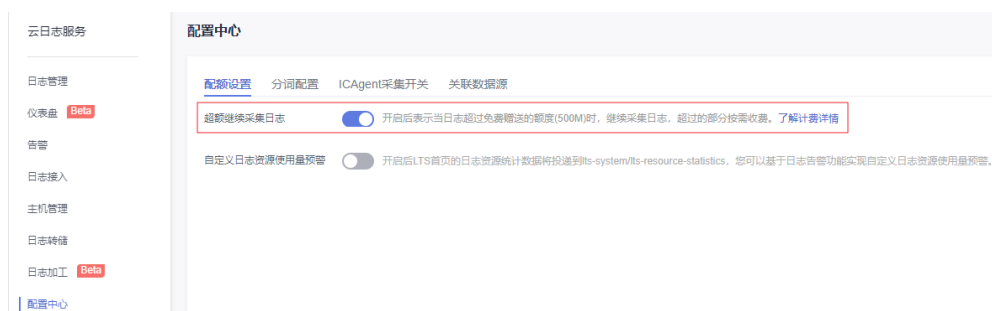 云日志服务
配置中心
日志管理
仪表盘 Beta
告警
日志接入
主机管理
日志转储
日志加工 Beta
配置中心
配额设置 分词配置 ICAgent采集开关 关联数据源
超额继续采集日志 开启后表示当日志超过免费赠送的额度(500M)时，继续采集日志，超过的部分按需收费。了解计费详情
自定义日志资源使用量预警 开启后LTS首页的日志资源统计数据将投递到lts-system/lts-resource-statistics，您可以基于日志告警功能实现自定义日志资源使用量预警。